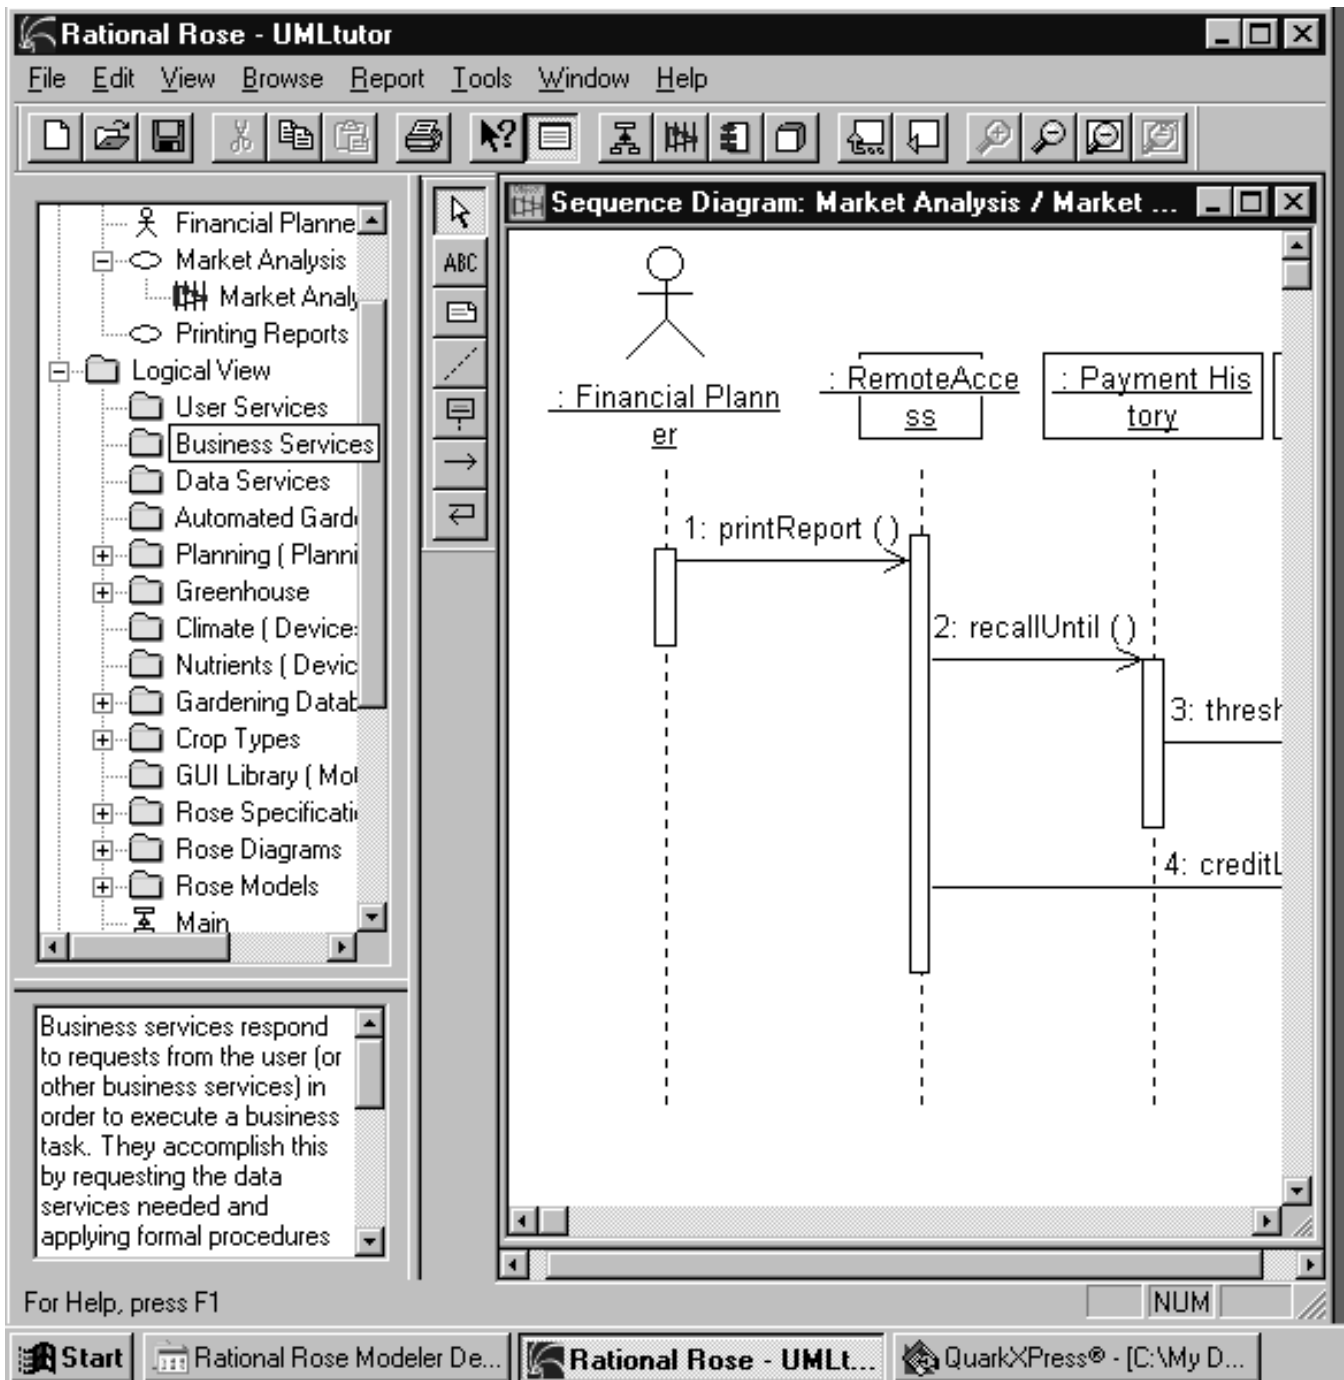 Rational Rose - UMLtutor
File Edit View Browse Report Tools Window Help
Financial Planne
Market Analysis
Market Analy
Printing Reports
Logical View
User Services
Business Services
Data Services
Automated Gard
Planning ( Planni
Greenhouse
Climate ( Device
Nutrients ( Devic
Gardening Datab
Crop Types
GUI Library ( Mo
Rose Specificati
Rose Diagrams
Rose Models
Main
Business services respond
to requests from the user (or
other business services) in
order to execute a business
task. They accomplish this
by requesting the data
services needed and
applying formal procedures
ABC
Sequence Diagram: Market Analysis / Market ...
: Financial Plann
er
: RemoteAcce
ss
: Payment His
tory
1: printReport ( )
2: recallUntil ( )
3: thresh
4: creditL
For Help, press F1
NUM
Start
Rational Rose Modeler De...
Rational Rose - UMLt...
QuarkXPress® - [C:\My D...